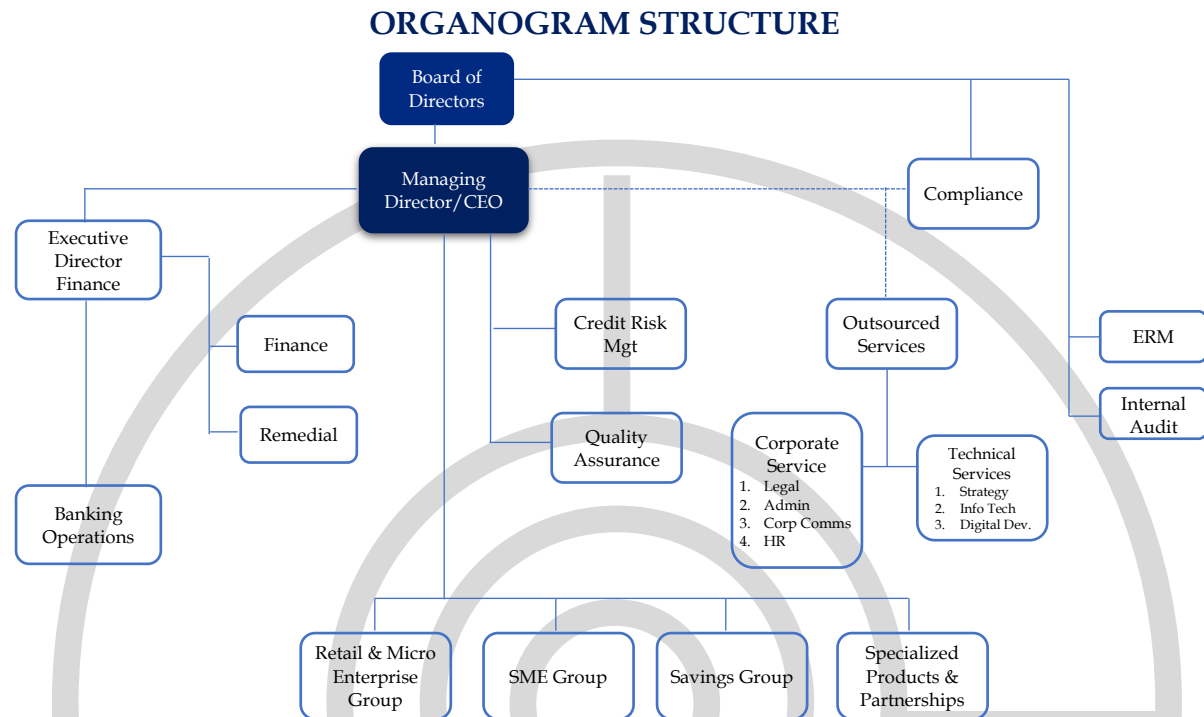 ORGANOGRAM STRUCTURE
Board of
Directors
Managing
Director/CEO
Compliance
Executive
Director
Finance
Credit Risk
Mgt
Outsourced
Services
Finance
ERM
Remedial
Quality
Assurance
Corporate
Service
1. Legal
2. Admin
3. Corp Comms
4. HR
Technical
Services
1. Strategy
2. Info Tech
3. Digital Dev.
Internal
Audit
Banking
Operations
Retail & Micro
Enterprise
Group
SME Group
Savings Group
Specialized
Products &
Partnerships